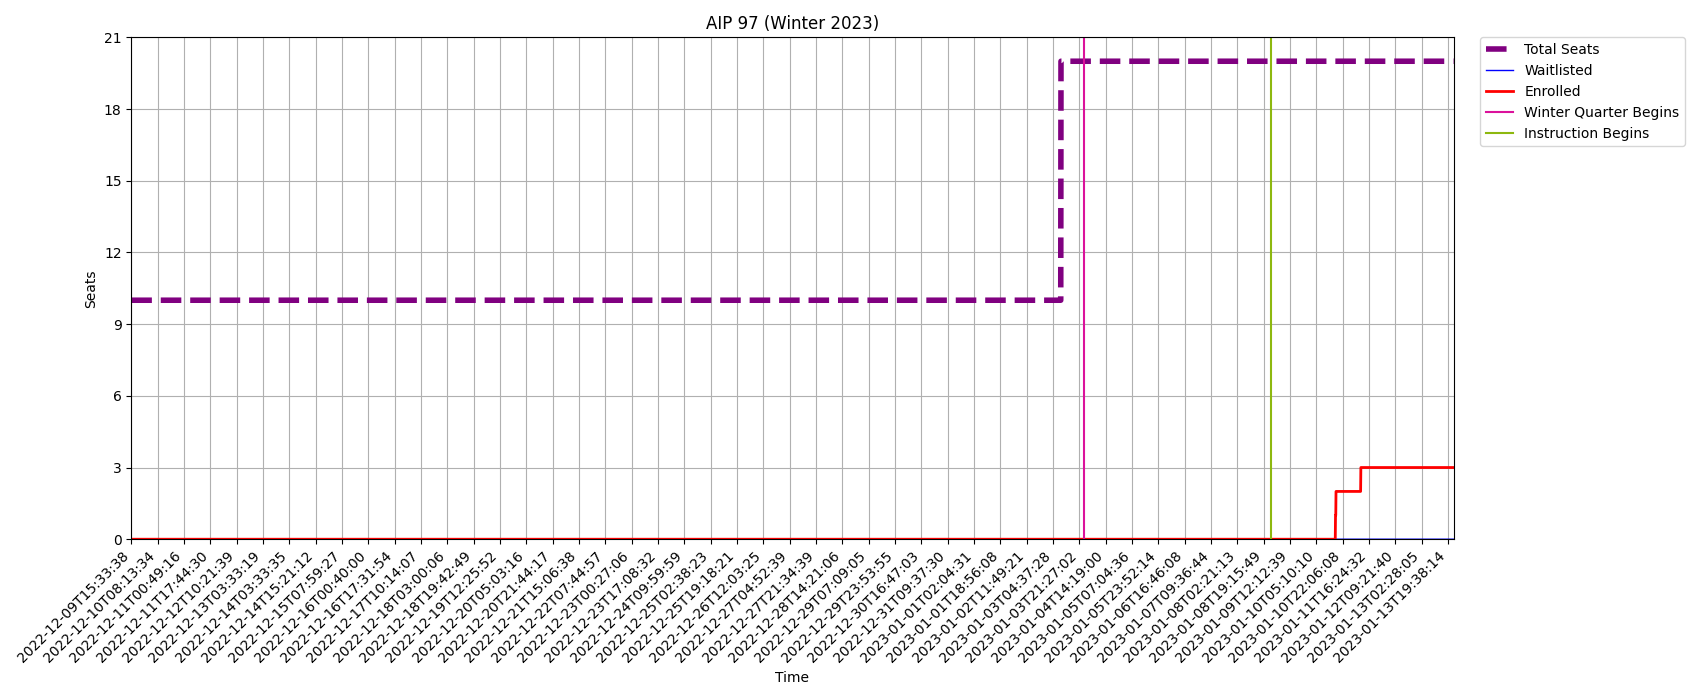 AIP 97 (Winter 2023)
Total Seats
Waitlisted
Enrolled
Winter Quarter Begins
Instruction Begins
21
18
15
12
9
6
3
0
Seats
2022-12-09T15:33:38
2022-12-10T08:13:34
2022-12-11T00:49:16
2022-12-11T17:44:30
2022-12-12T10:21:39
2022-12-13T03:33:19
2022-12-14T03:33:35
2022-12-14T15:21:12
2022-12-15T07:59:27
2022-12-16T00:40:00
2022-12-16T17:31:54
2022-12-17T10:14:07
2022-12-18T03:00:06
2022-12-18T19:42:49
2022-12-19T12:25:52
2022-12-20T05:03:16
2022-12-20T21:44:17
2022-12-21T15:06:38
2022-12-22T07:44:57
2022-12-23T00:27:06
2022-12-23T17:08:32
2022-12-24T09:59:59
2022-12-25T02:38:23
2022-12-25T19:18:21
2022-12-26T12:03:25
2022-12-27T04:52:39
2022-12-27T21:34:39
2022-12-28T14:21:06
2022-12-29T07:09:05
2022-12-29T23:53:55
2022-12-30T16:47:03
2022-12-31T09:37:30
2023-01-01T02:04:31
2023-01-01T18:56:08
2023-01-02T11:49:21
2023-01-03T04:37:28
2023-01-03T21:27:02
2023-01-04T14:19:00
2023-01-05T07:04:36
2023-01-05T23:52:14
2023-01-06T16:46:08
2023-01-07T09:36:44
2023-01-08T02:21:13
2023-01-08T19:15:49
2023-01-09T12:12:39
2023-01-10T05:10:10
2023-01-10T22:06:08
2023-01-11T16:24:32
2023-01-12T09:21:40
2023-01-13T02:28:05
2023-01-13T19:38:14
Time